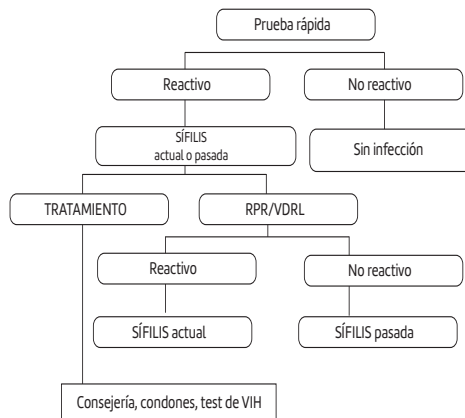 Prueba rápida
Reactivo
No reactivo
SÍFILIS
actual o pasada
Sin infección
TRATAMIENTO
RPR/VDRL
Reactivo
No reactivo
SÍFILIS actual
SÍFILIS pasada
Consejería, condones, test de VIH